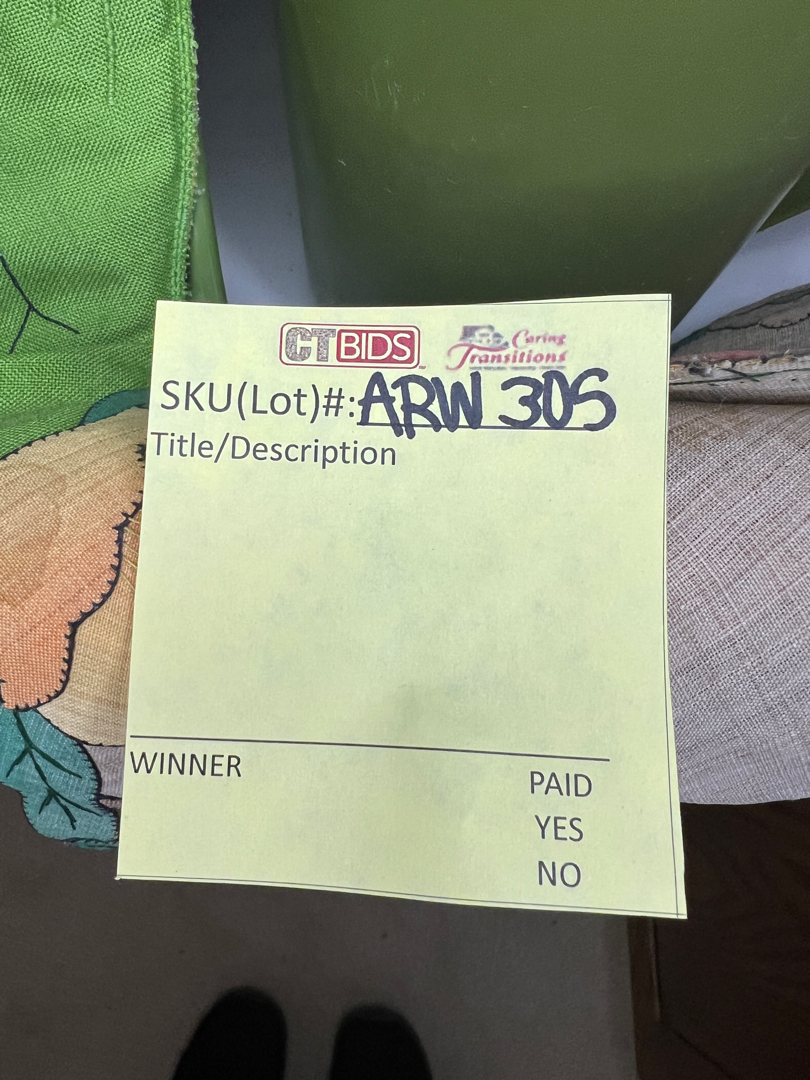 CTBIDS
Caring
Transitions
SKU(Lot)#: ARW 305
Title/Description
WINNER
PAID
YES
NO